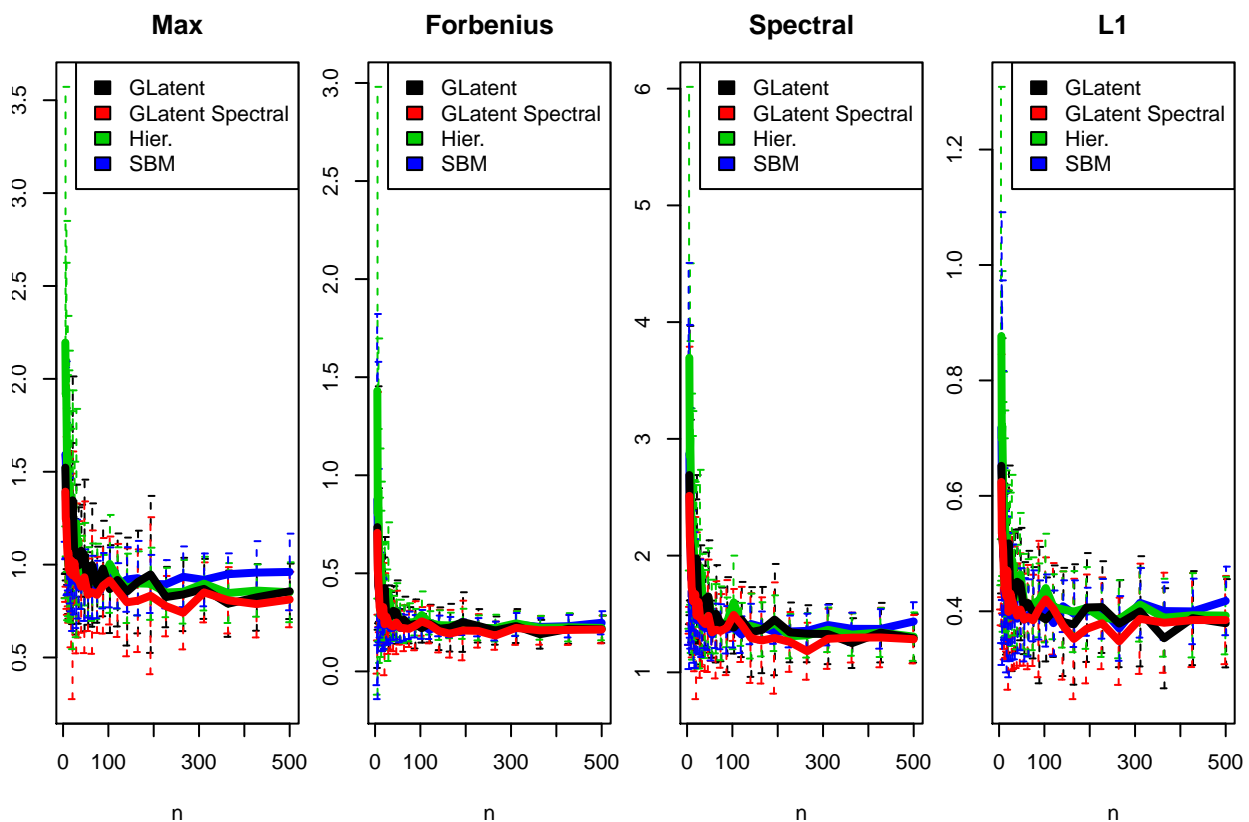 Max
GLatent
GLatent Spectral
Hier.
SBM
3.5
3.0
2.5
2.0
1.5
1.0
0.5
0 100 300 500
n
Forbenius
GLatent
GLatent Spectral
Hier.
SBM
3.0
2.5
2.0
1.5
1.0
0.5
0.0
0 100 300 500
n
Spectral
GLatent
GLatent Spectral
Hier.
SBM
6
5
4
3
2
1
0 100 300 500
n
L1
GLatent
GLatent Spectral
Hier.
SBM
1.2
1.0
0.8
0.6
0.4
0 100 300 500
n